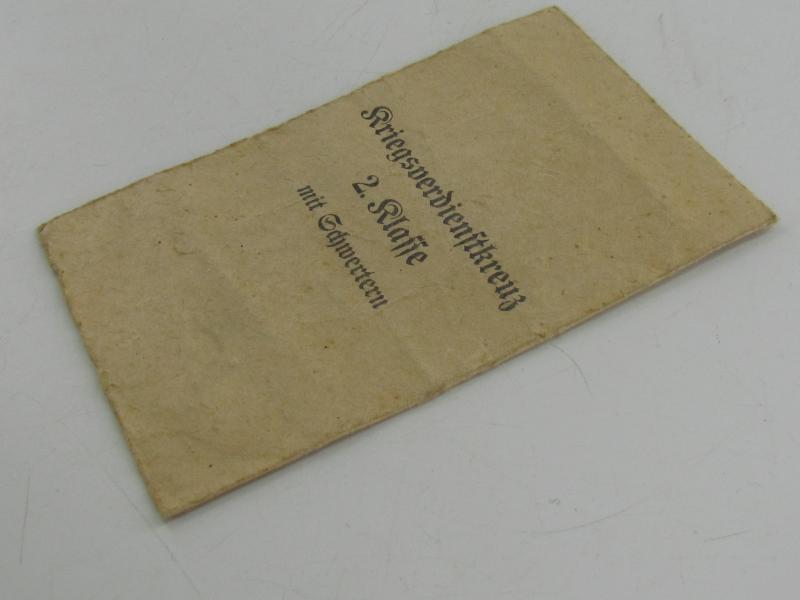 Kriegsverdienstkreuz
2. Klasse
mit Schwertern